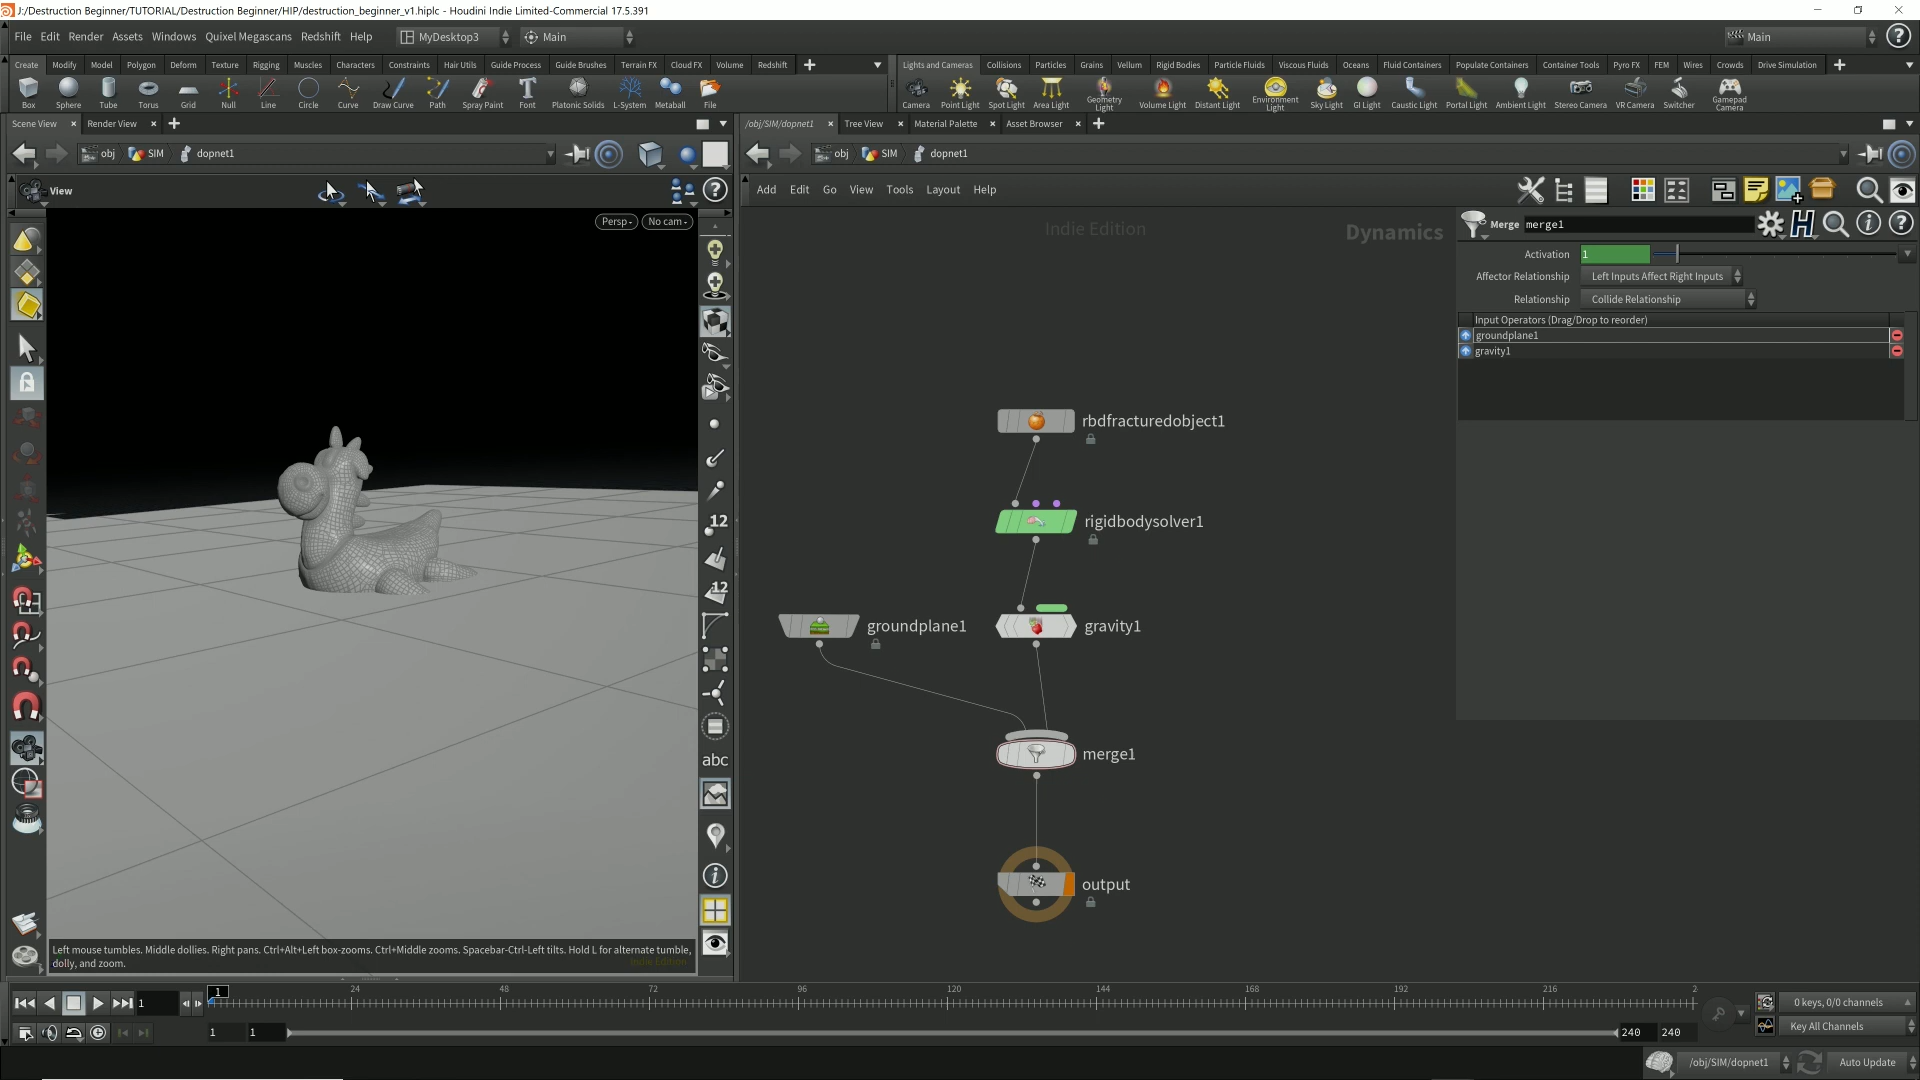 J:/Destruction Beginner/TUTORIAL/Destruction Beginner/HIP/destruction_beginner_v1.hiplc - Houdini Indie Limited-Commercial 17.5.391
File Edit Render Assets Windows Quixel Megascans Redshift Help MyDesktop3 Main Main
Create Modify Model Polygon Deform Texture Rigging Muscles Characters Constraints Hair Utils Guide Process Guide Brushes Terrain FX Cloud FX Volume Redshift
Lights and Cameras Collisions Particles Grains Vellum Rigid Bodies Particle Fluids Viscous Fluids Oceans Fluid Containers Populate Containers Container Tools Pyro FX FEM Wires Crowds Drive Simulation
Box Sphere Tube Torus Grid Null Line Circle Curve Draw Curve Path Spray Paint Font Platonic Solids L-System Metaball File
Camera Point Light Spot Light Area Light Geometry Light Volume Light Distant Light Environment Light Sky Light GI Light Caustic Light Portal Light Ambient Light Stereo Camera VR Camera Switcher Gamepad Camera
Scene View Render View
/obj/SIM/dopnet1 Tree View Material Palette Asset Browser
obj SIM dopnet1
obj SIM dopnet1
View
Add Edit Go View Tools Layout Help
Persp No cam
Indie Edition
Dynamics
Merge merge1
Activation 1
Affector Relationship Left Inputs Affect Right Inputs
Relationship Collide Relationship
Input Operators (Drag/Drop to reorder)
groundplane1
gravity1
rbdfracturedobject1
rigidbodysolver1
groundplane1
gravity1
merge1
output
12
12
abc
Left mouse tumbles. Middle dollies. Right pans. Ctrl+Alt+Left box-zooms. Ctrl+Middle zooms. Spacebar-Ctrl-Left tilts. Hold L for alternate tumble,
dolly, and zoom.
Indie Edition
1 1 24 48 72 96 120 144 168 192 216 2
0 keys, 0/0 channels
1 1 240 240
Key All Channels
/obj/SIM/dopnet1 Auto Update